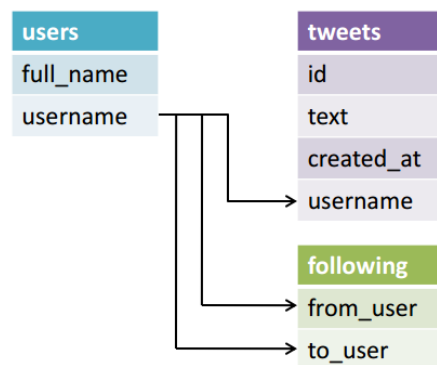 users
full_name
username
tweets
id
text
created_at
username
following
from_user
to_user